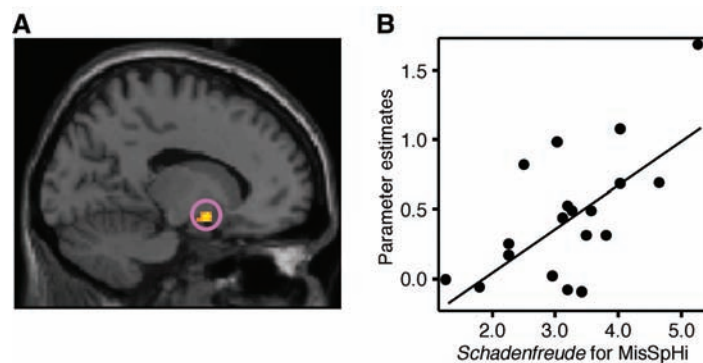 A
B
Parameter estimates
1.5
1.0
0.5
0.0
2.0 3.0 4.0 5.0
Schadenfreude for MisSpHi